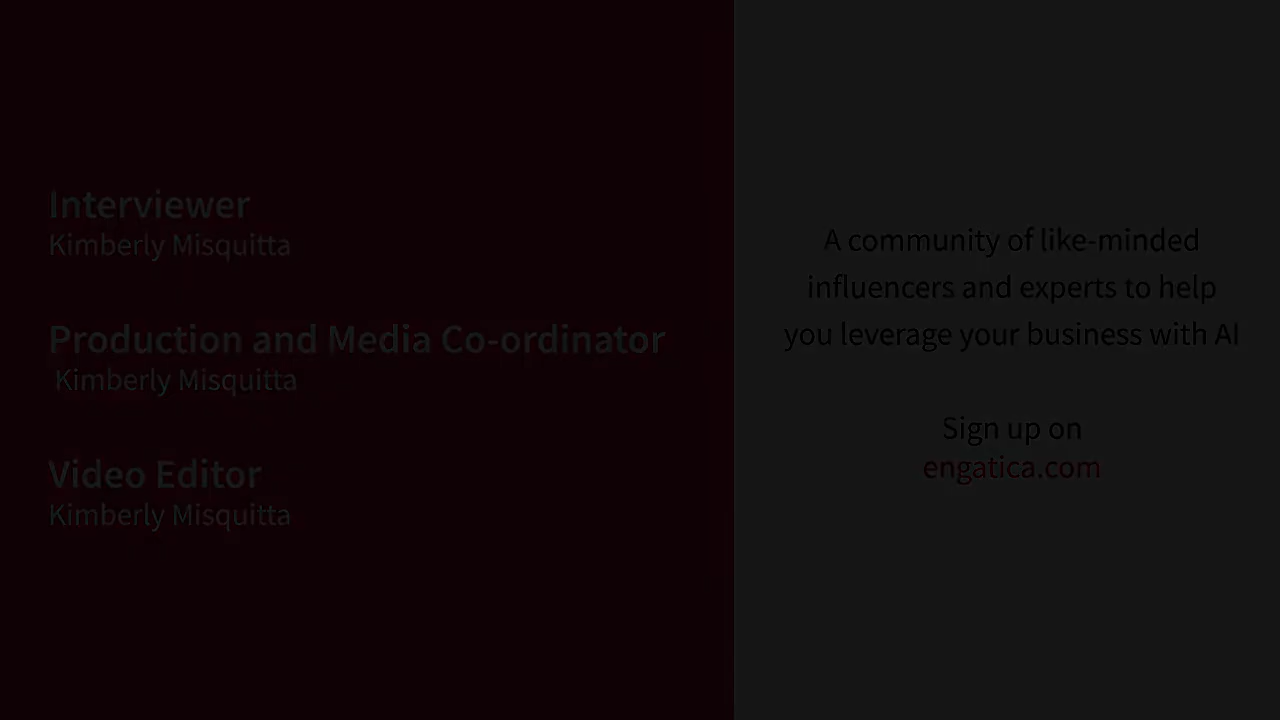 Interviewer
Kimberly Misquitta
Production and Media Co-ordinator
Kimberly Misquitta
Video Editor
Kimberly Misquitta
A community of like-minded
influencers and experts to help
you leverage your business with AI
Sign up on
engatica.com